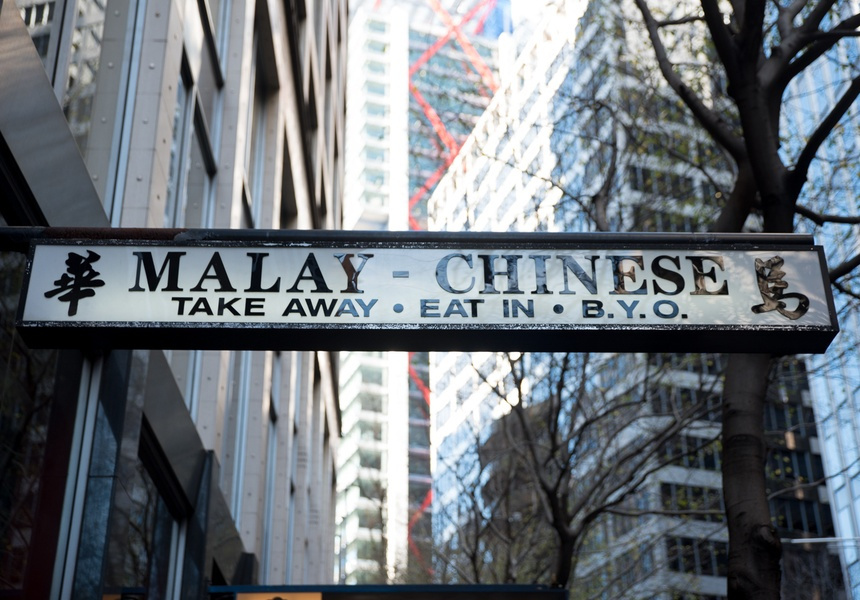 華 MALAY - CHINESE 馬
TAKE AWAY • EAT IN • B.Y.O.